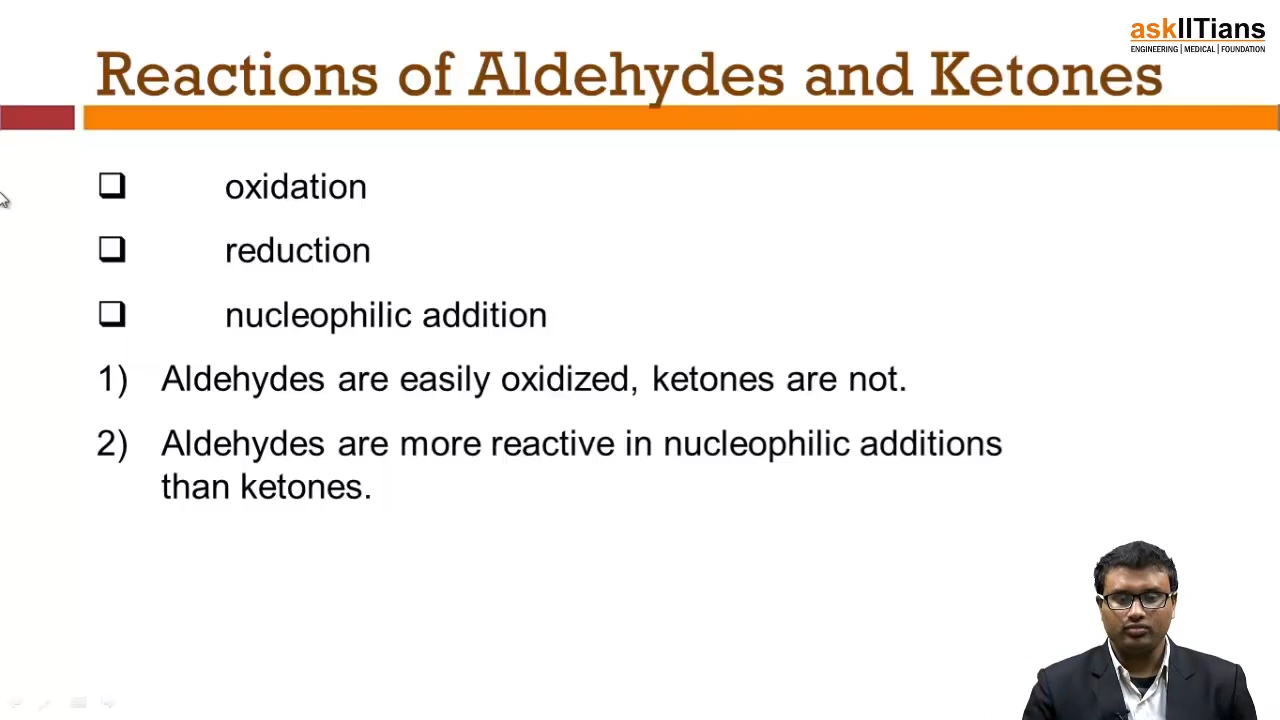 askIITians
ENGINEERING | MEDICAL | FOUNDATION
Reactions of Aldehydes and Ketones
oxidation
reduction
nucleophilic addition
1) Aldehydes are easily oxidized, ketones are not.
2) Aldehydes are more reactive in nucleophilic additions
than ketones.